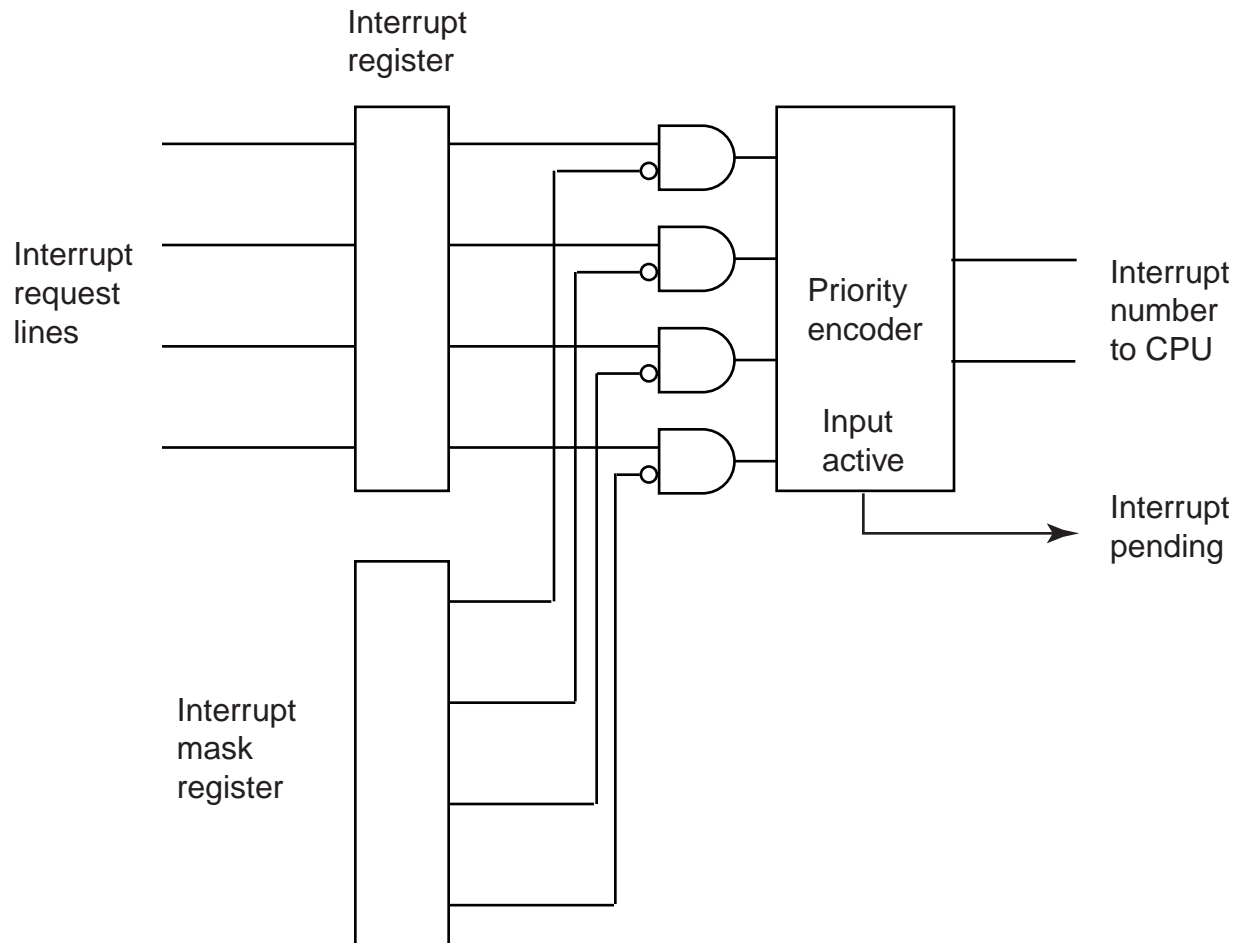 Interrupt
register
Interrupt
request
lines
Priority
encoder
Input
active
Interrupt
number
to CPU
Interrupt
pending
Interrupt
mask
register